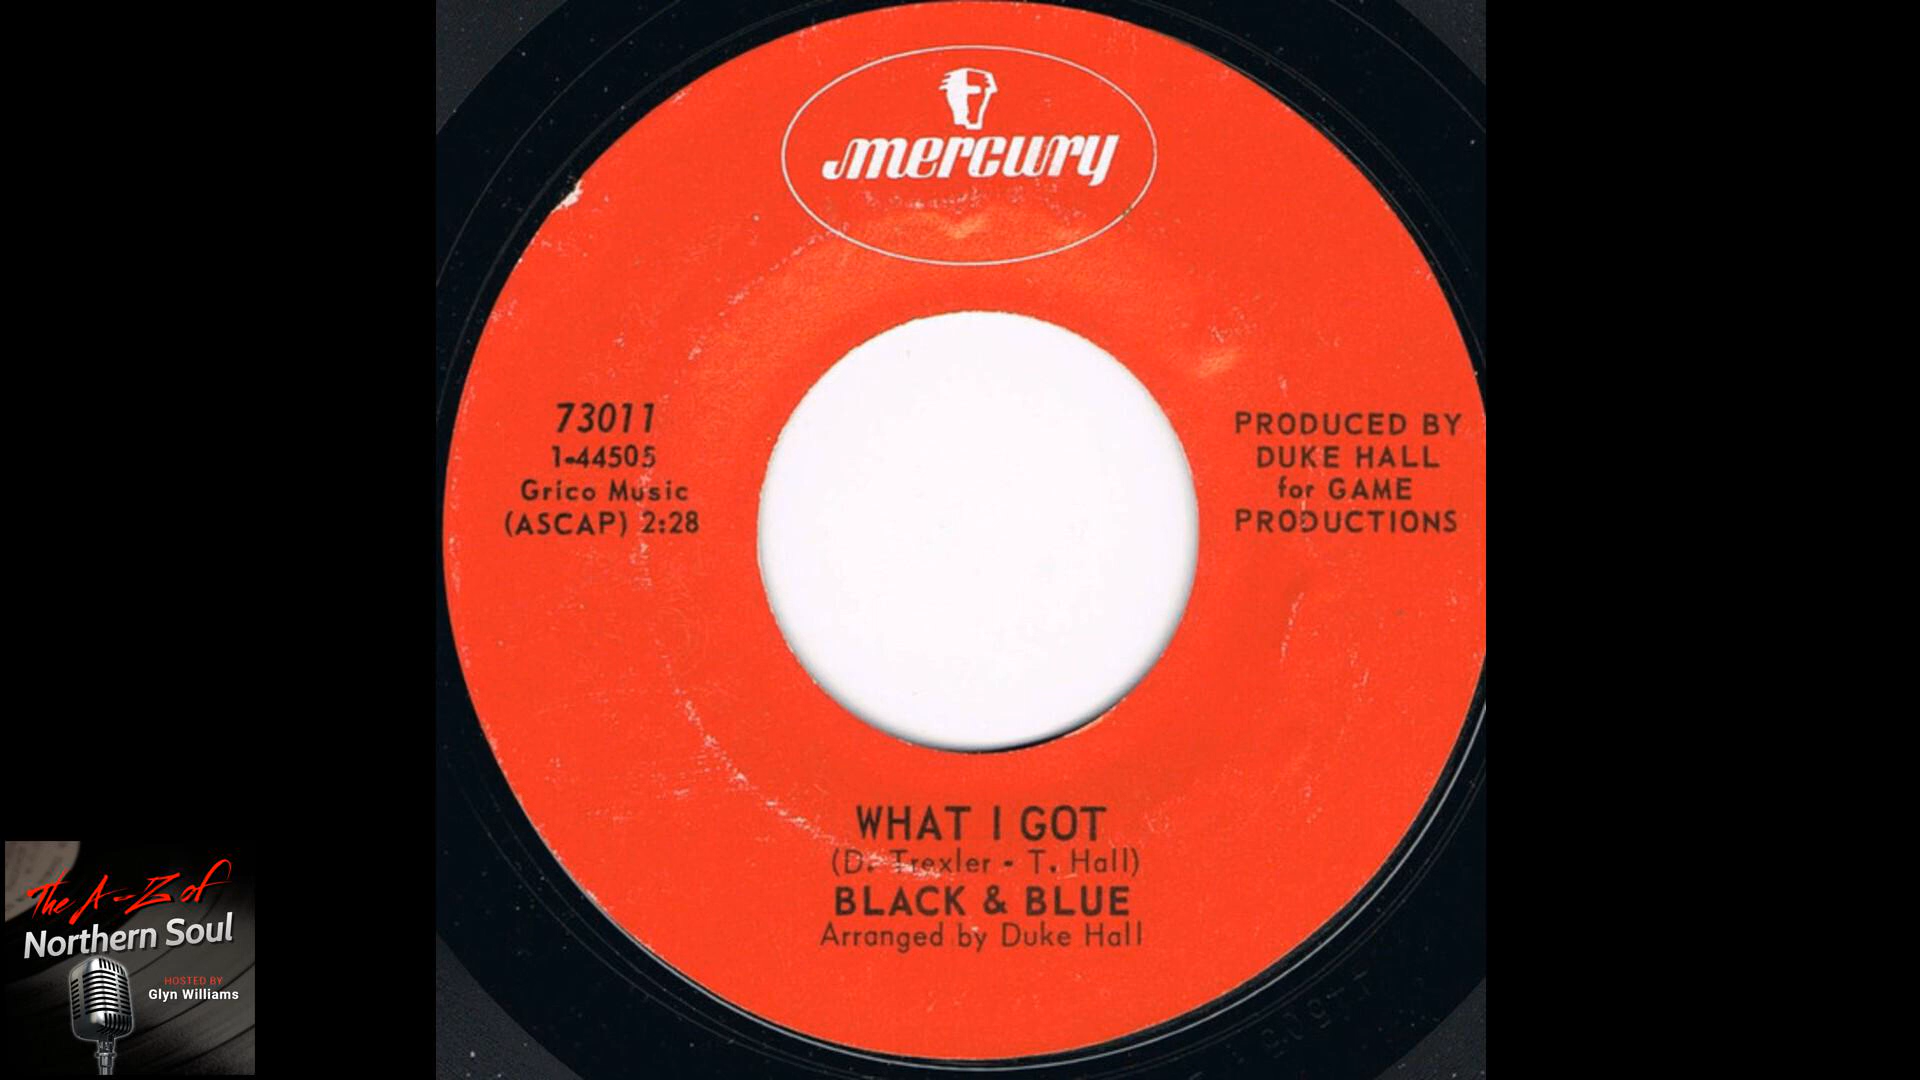 mercury
73011
1-44505
Grico Music
(ASCAP) 2:28
PRODUCED BY
DUKE HALL
for GAME
PRODUCTIONS
WHAT I GOT
(D. Trexler - T. Hall)
BLACK & BLUE
Arranged by Duke Hall
The A-Z of
Northern Soul
HOSTED BY
Glyn Williams